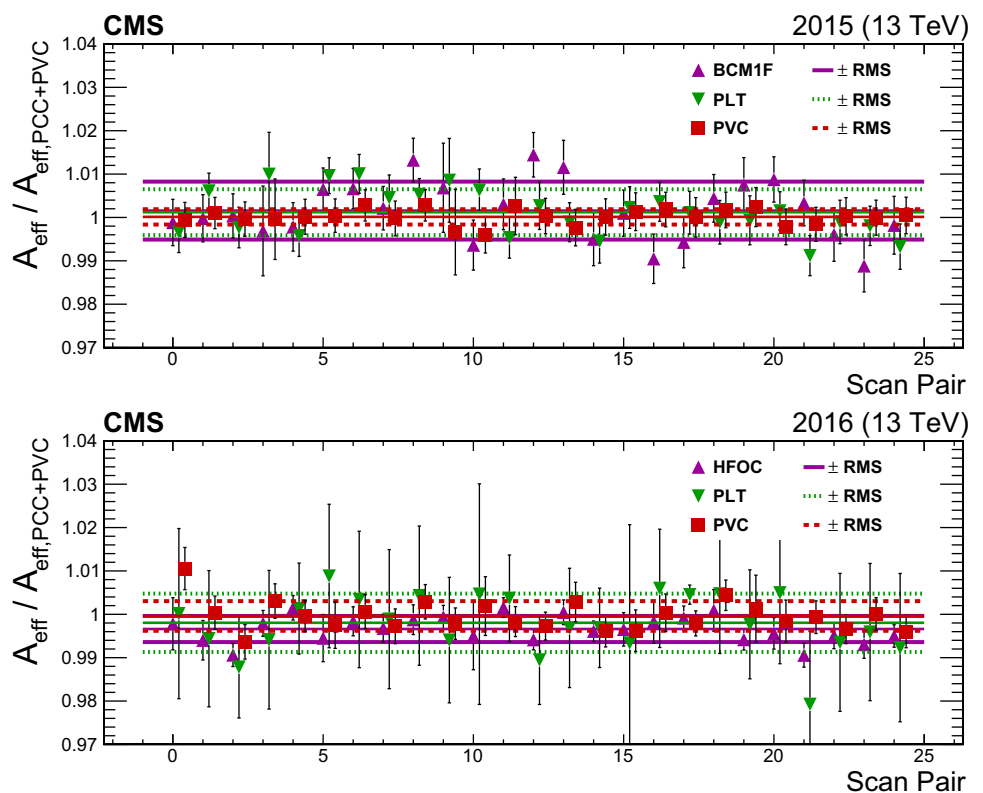 CMS 2015 (13 TeV)
A_eff / A_eff,PCC+PVC
1.04
1.03
1.02
1.01
1
0.99
0.98
0.97
BCM1F ± RMS
PLT ± RMS
PVC ± RMS
0 5 10 15 20 25
Scan Pair
CMS 2016 (13 TeV)
A_eff / A_eff,PCC+PVC
1.04
1.03
1.02
1.01
1
0.99
0.98
0.97
HFOC ± RMS
PLT ± RMS
PVC ± RMS
0 5 10 15 20 25
Scan Pair